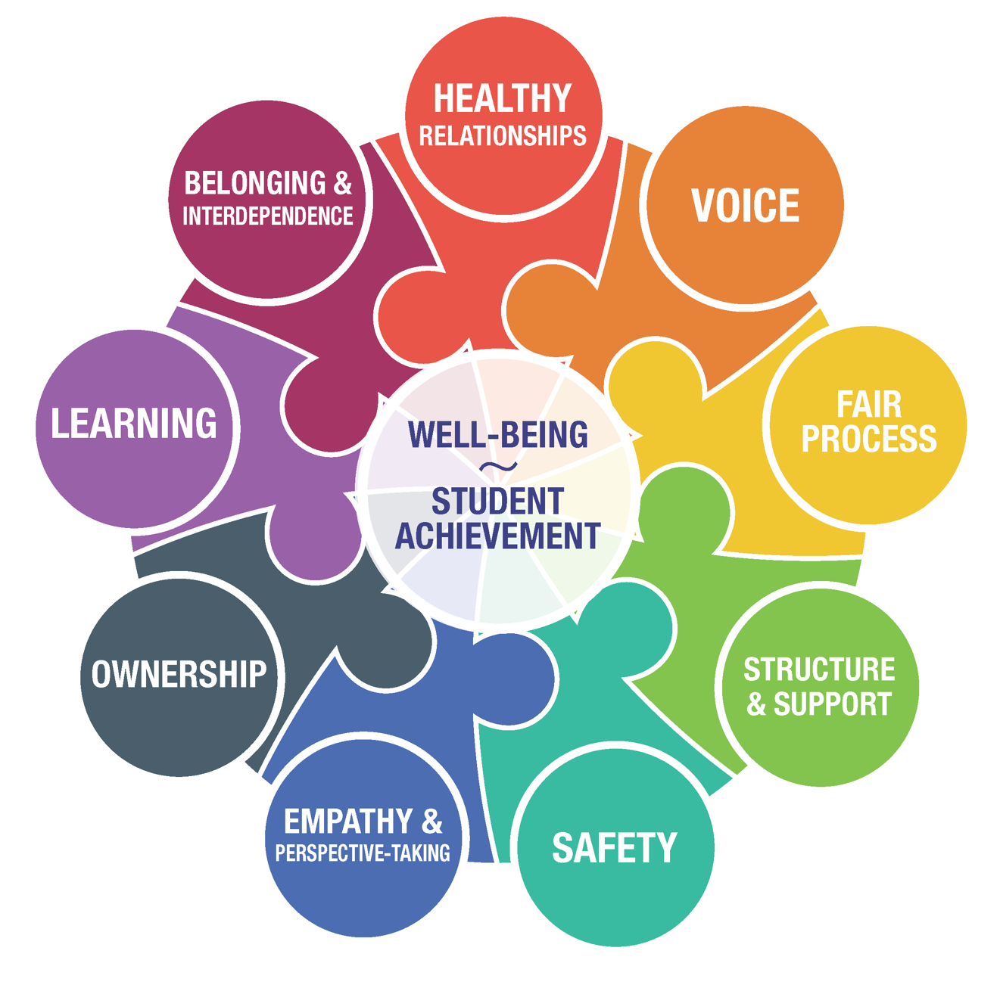 HEALTHY
RELATIONSHIPS
VOICE
FAIR
PROCESS
STRUCTURE
& SUPPORT
SAFETY
EMPATHY &
PERSPECTIVE-TAKING
OWNERSHIP
LEARNING
BELONGING &
INTERDEPENDENCE
WELL-BEING
~
STUDENT
ACHIEVEMENT